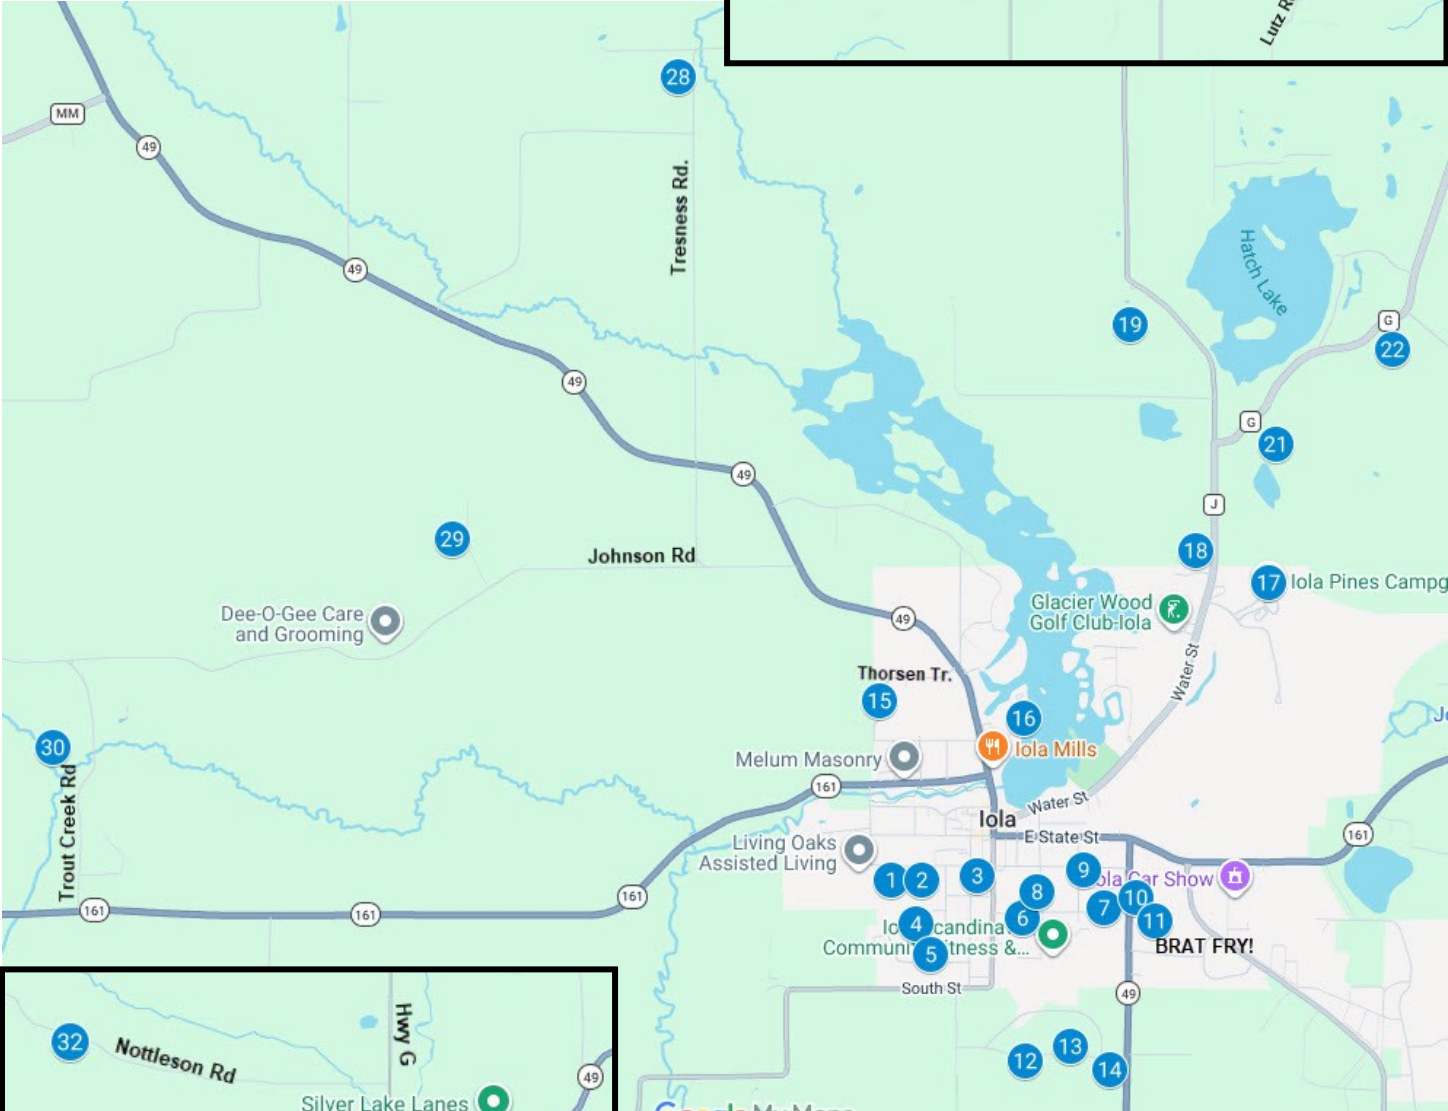 Lutz R
28
MM
49
Tresness Rd.
49
Hatch Lake
19
G
22
49
G
21
49
J
29
Johnson Rd
18
17
Iola Pines Campg
Dee-O-Gee Care
and Grooming
Glacier Wood
Golf Club-Iola
49
Water St
Thorsen Tr.
15
16
30
Iola Mills
Melum Masonry
161
Trout Creek Rd
Water St
Iola
E State St
161
Living Oaks
Assisted Living
1
2
3
9
ola Car Show
8
10
7
6
11
4
5
161
161
161
BRAT FRY!
South St
49
32
Nottleson Rd
Hwy G
49
Silver Lake Lanes
12
13
14